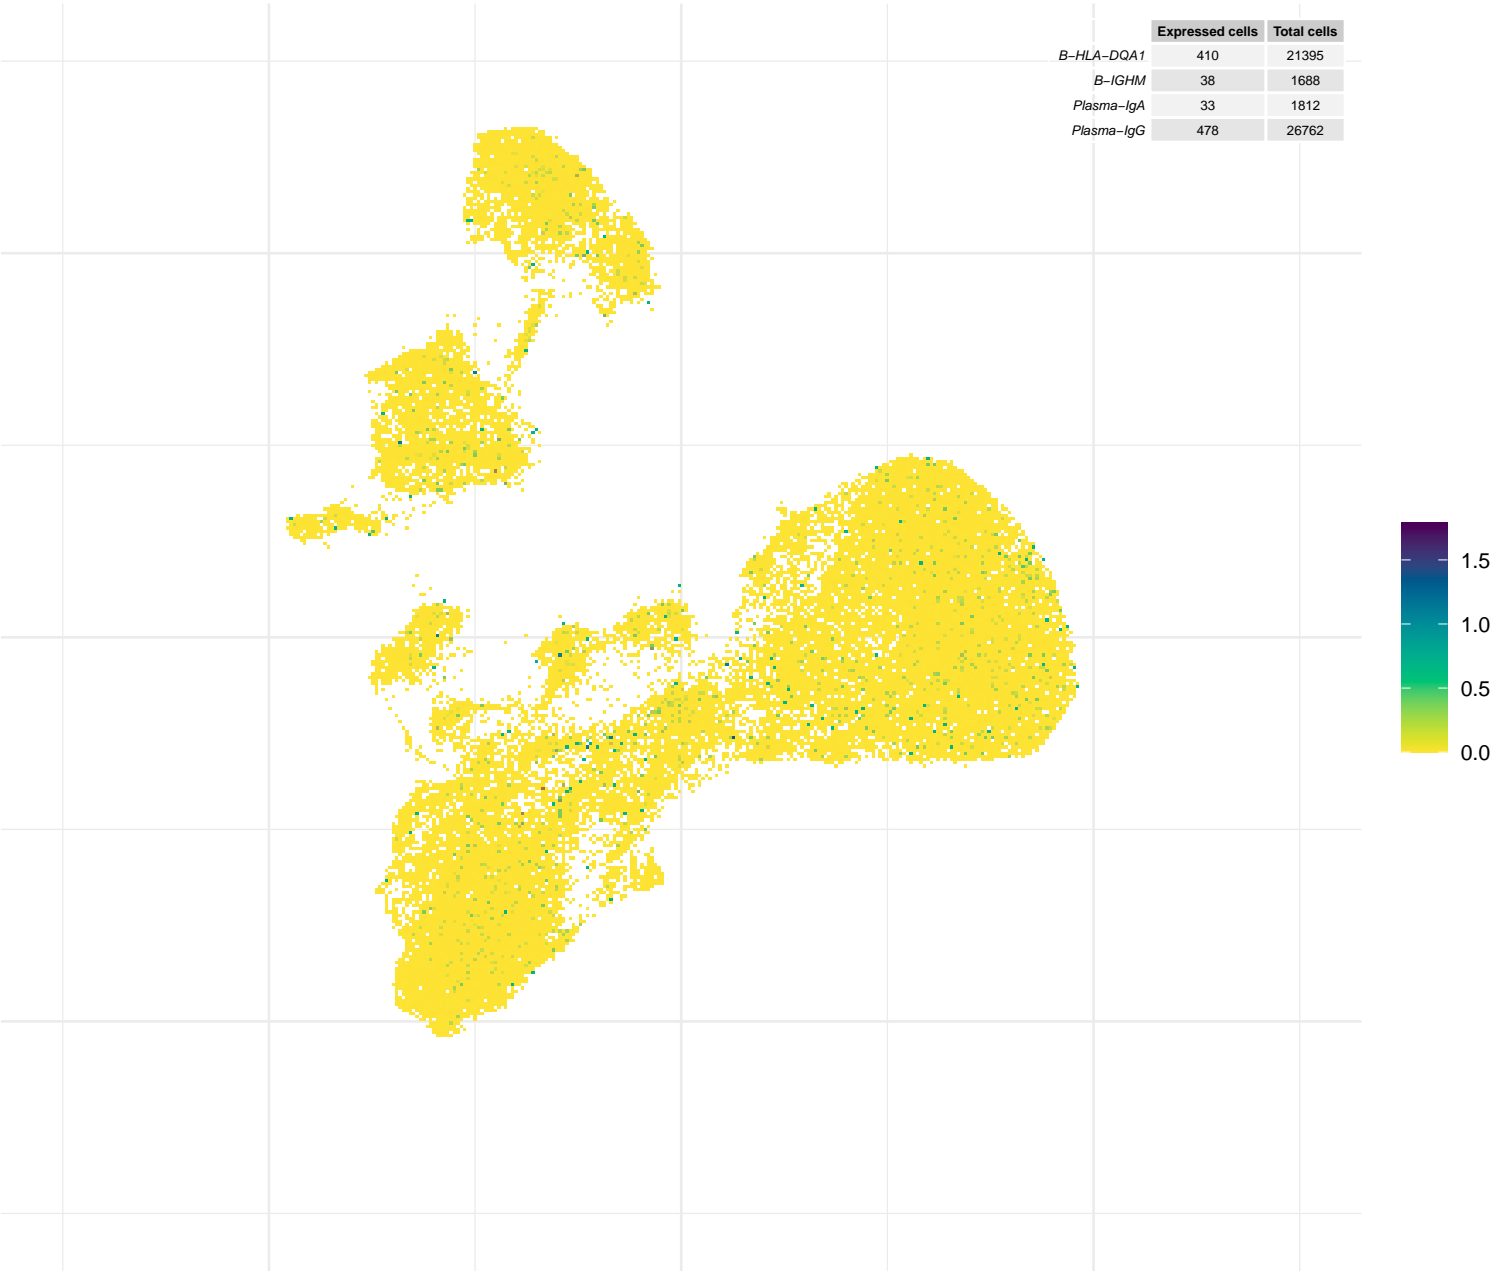 Expressed cells Total cells
B−HLA−DQA1 410 21395
B−IGHM 38 1688
Plasma−IgA 33 1812
Plasma−IgG 478 26762
1.5
1.0
0.5
0.0